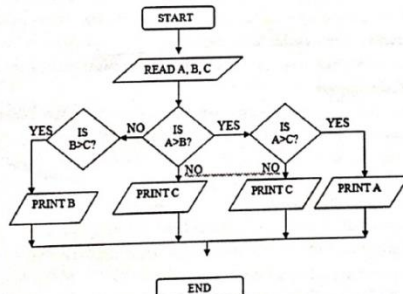 START
READ A, B, C
IS
B>C?
IS
A>B?
IS
A>C?
YES
NO
YES
YES
NO
NO
PRINT B
PRINT C
PRINT C
PRINT A
END